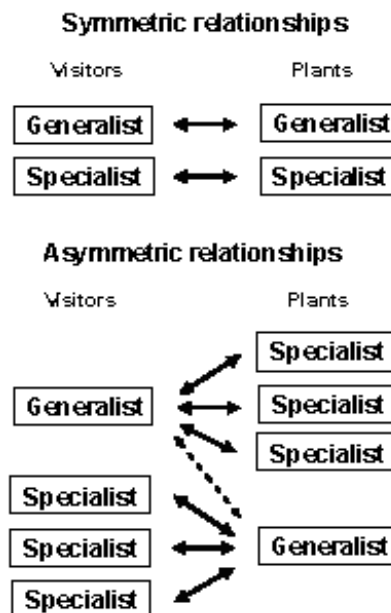 Symmetric relationships
Visitors Plants
Generalist Generalist
Specialist Specialist
Asymmetric relationships
Visitors Plants
Specialist
Generalist Specialist
Specialist
Specialist
Specialist Generalist
Specialist